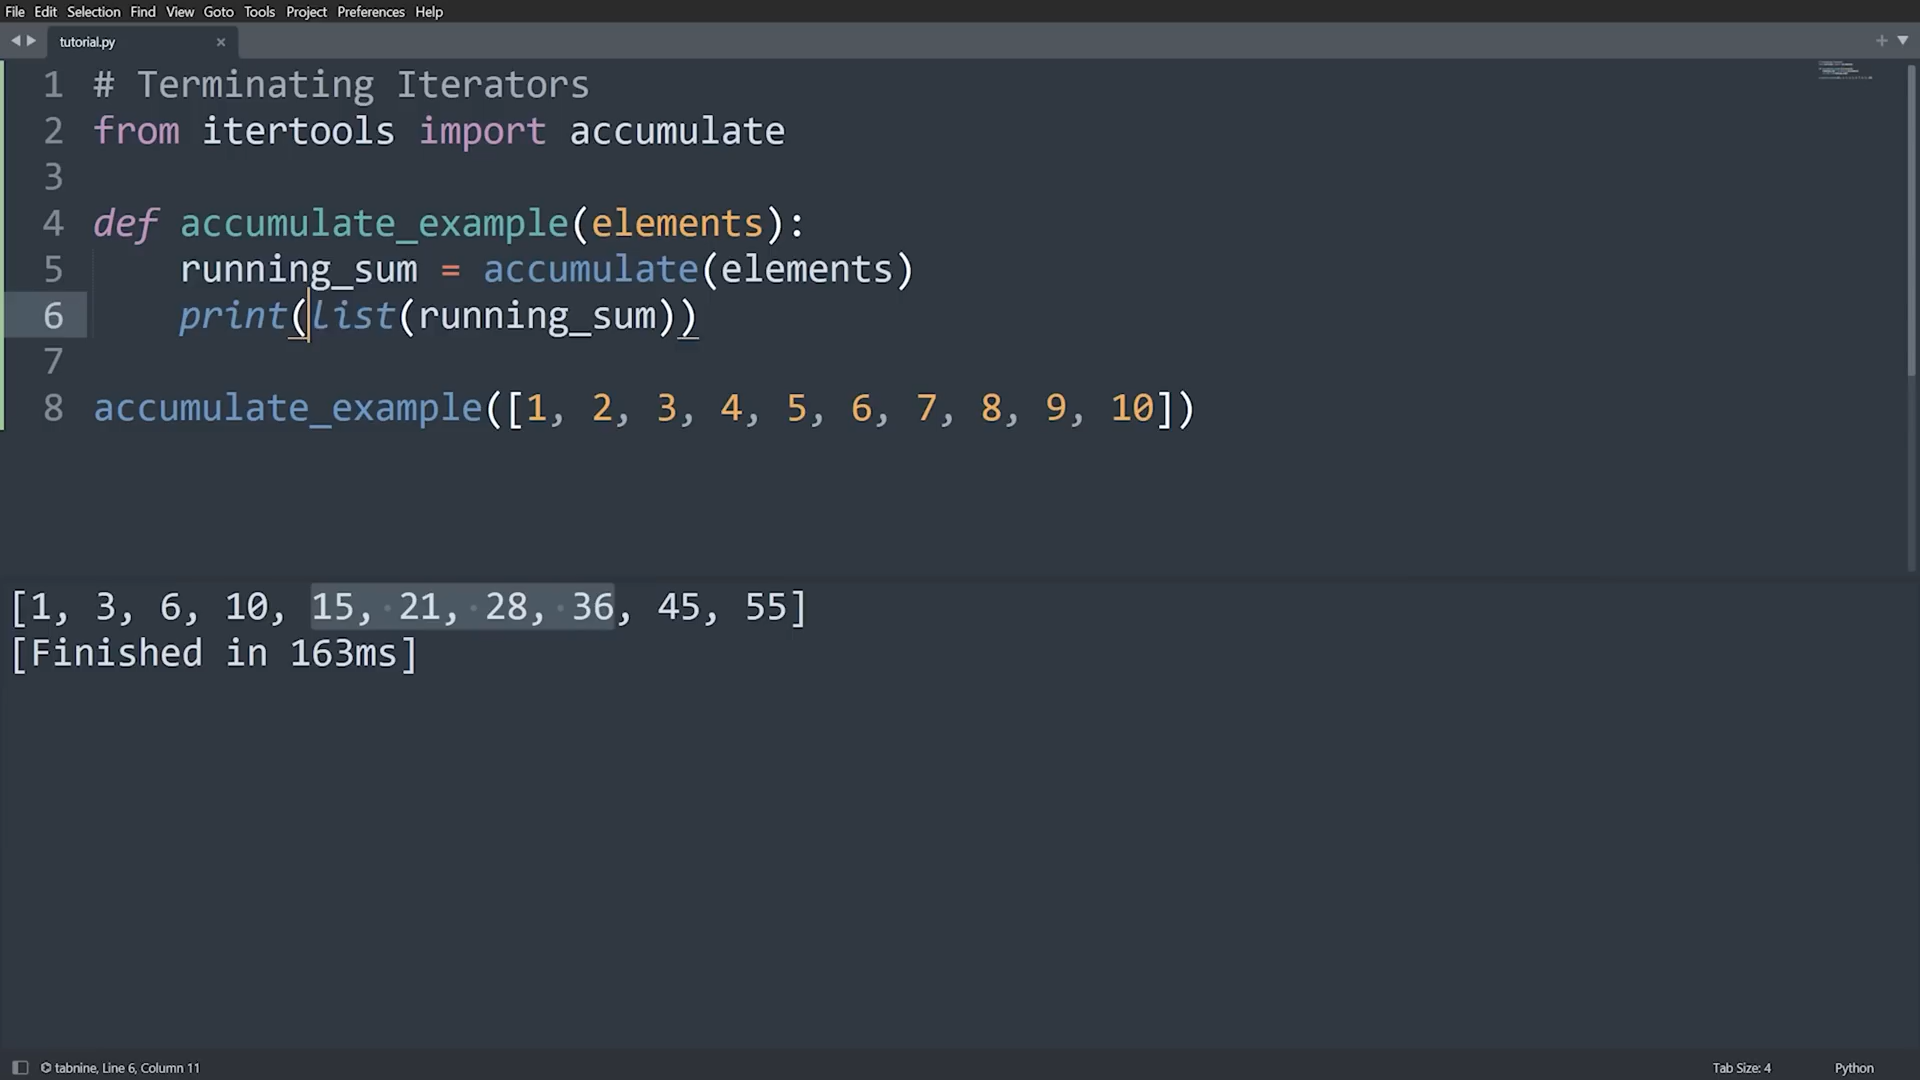 File Edit Selection Find View Goto Tools Project Preferences Help
tutorial.py
1 # Terminating Iterators
2 from itertools import accumulate
3
4 def accumulate_example(elements):
5     running_sum = accumulate(elements)
6     print(list(running_sum))
7
8 accumulate_example([1, 2, 3, 4, 5, 6, 7, 8, 9, 10])
[1, 3, 6, 10, 15, 21, 28, 36, 45, 55]
[Finished in 163ms]
tabnine, Line 6, Column 11 Tab Size: 4 Python